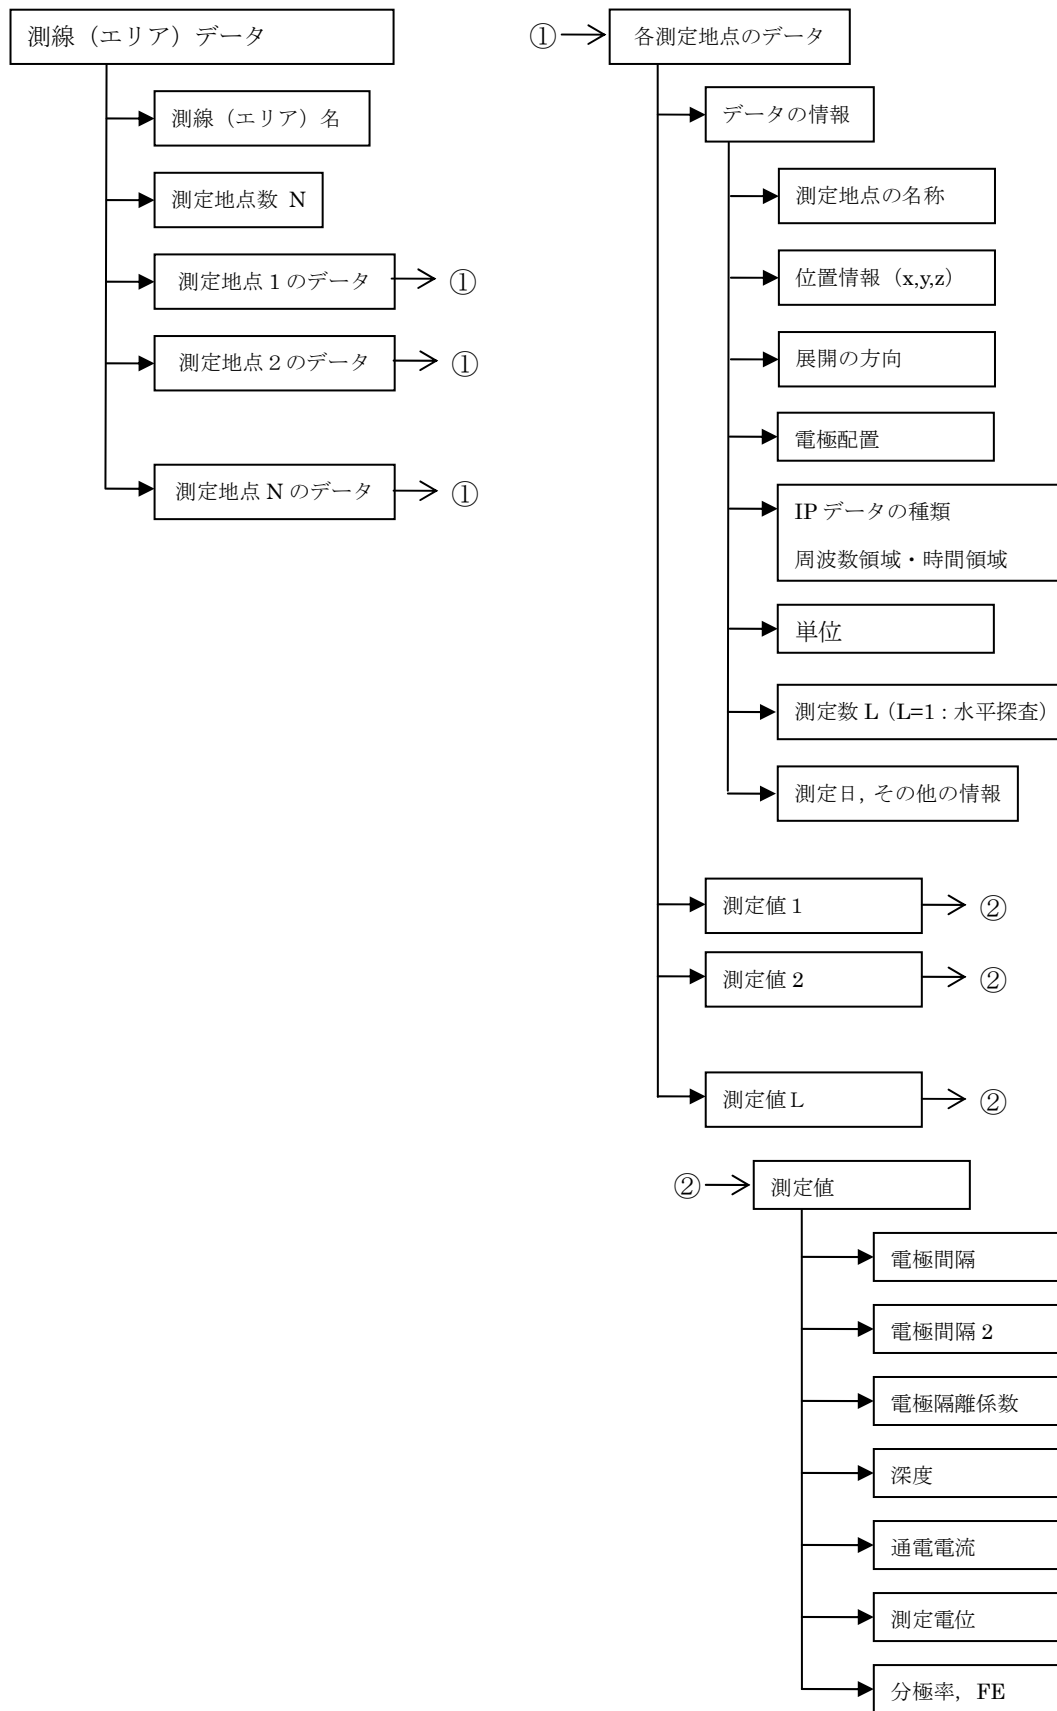 測線（エリア）データ
測線（エリア）名
測定地点数 N
測定地点１のデータ
①
測定地点２のデータ
①
測定地点 N のデータ
①
①
各測定地点のデータ
データの情報
測定地点の名称
位置情報（x,y,z）
展開の方向
電極配置
IP データの種類
周波数領域・時間領域
単位
測定数 L（L=1：水平探査）
測定日, その他の情報
測定値１
②
測定値 2
②
測定値Ｌ
②
②
測定値
電極間隔
電極間隔 2
電極隔離係数
深度
通電電流
測定電位
分極率，FE